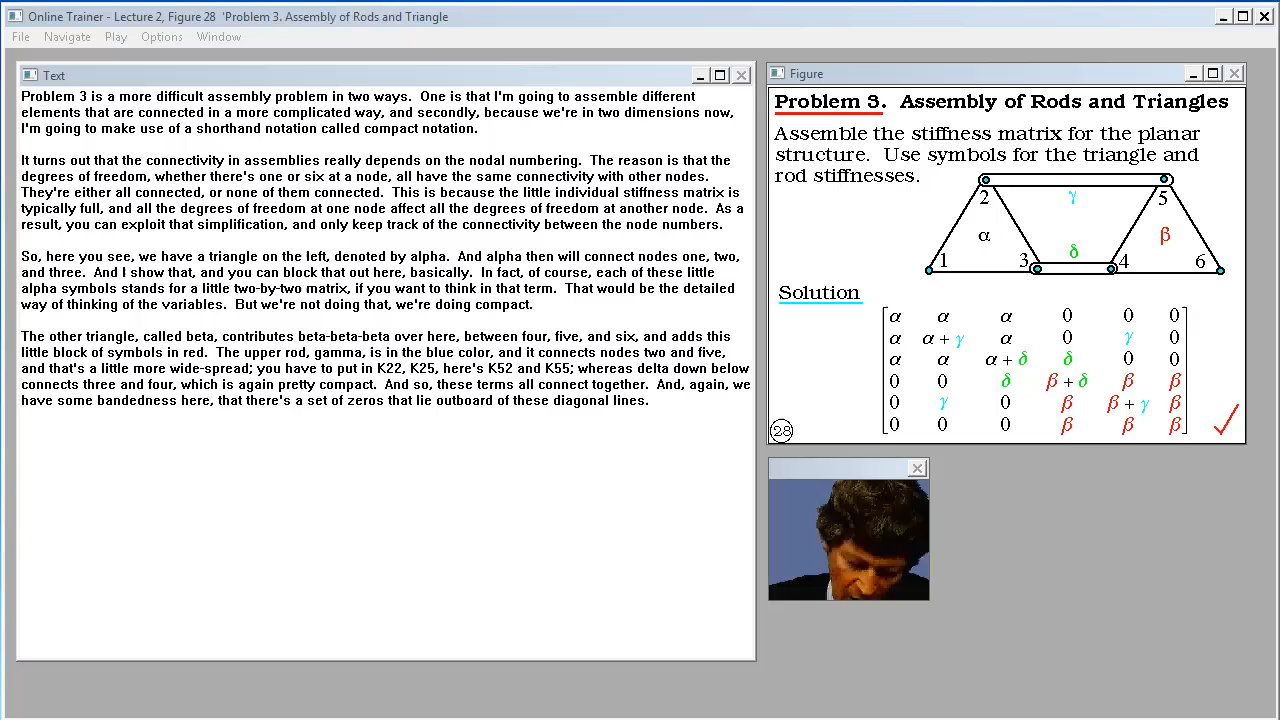 Online Trainer - Lecture 2, Figure 28  'Problem 3. Assembly of Rods and Triangle
File Navigate Play Options Window
Text
Problem 3 is a more difficult assembly problem in two ways.  One is that I'm going to assemble different
elements that are connected in a more complicated way, and secondly, because we're in two dimensions now,
I'm going to make use of a shorthand notation called compact notation.
It turns out that the connectivity in assemblies really depends on the nodal numbering.  The reason is that the
degrees of freedom, whether there's one or six at a node, all have the same connectivity with other nodes.
They're either all connected, or none of them connected.  This is because the little individual stiffness matrix is
typically full, and all the degrees of freedom at one node affect all the degrees of freedom at another node.  As a
result, you can exploit that simplification, and only keep track of the connectivity between the node numbers.
So, here you see, we have a triangle on the left, denoted by alpha.  And alpha then will connect nodes one, two,
and three.  And I show that, and you can block that out here, basically.  In fact, of course, each of these little
alpha symbols stands for a little two-by-two matrix, if you want to think in that term.  That would be the detailed
way of thinking of the variables.  But we're not doing that, we're doing compact.
The other triangle, called beta, contributes beta-beta-beta over here, between four, five, and six, and adds this
little block of symbols in red.  The upper rod, gamma, is in the blue color, and it connects nodes two and five,
and that's a little more wide-spread; you have to put it K22, K25, here's K52 and K55; whereas delta down below
connects three and four, which is again pretty compact.  And so, these terms all connect together.  And, again, we
have some bandedness here, that there's a set of zeros that lie outboard of these diagonal lines.
Figure
Problem 3.  Assembly of Rods and Triangles
Assemble the stiffness matrix for the planar
structure.  Use symbols for the triangle and
rod stiffnesses.
2 γ 5
α β
δ
1 3 4 6
Solution
α α α 0 0 0
α α + γ α 0 γ 0
α α α + δ δ 0 0
0 0 δ β + δ β β
0 γ 0 β β + γ β
0 0 0 β β β
28